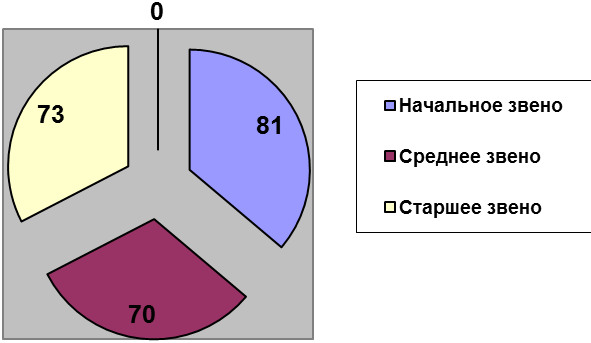 0
73
81
70
Начальное звено
Среднее звено
Старшее звено